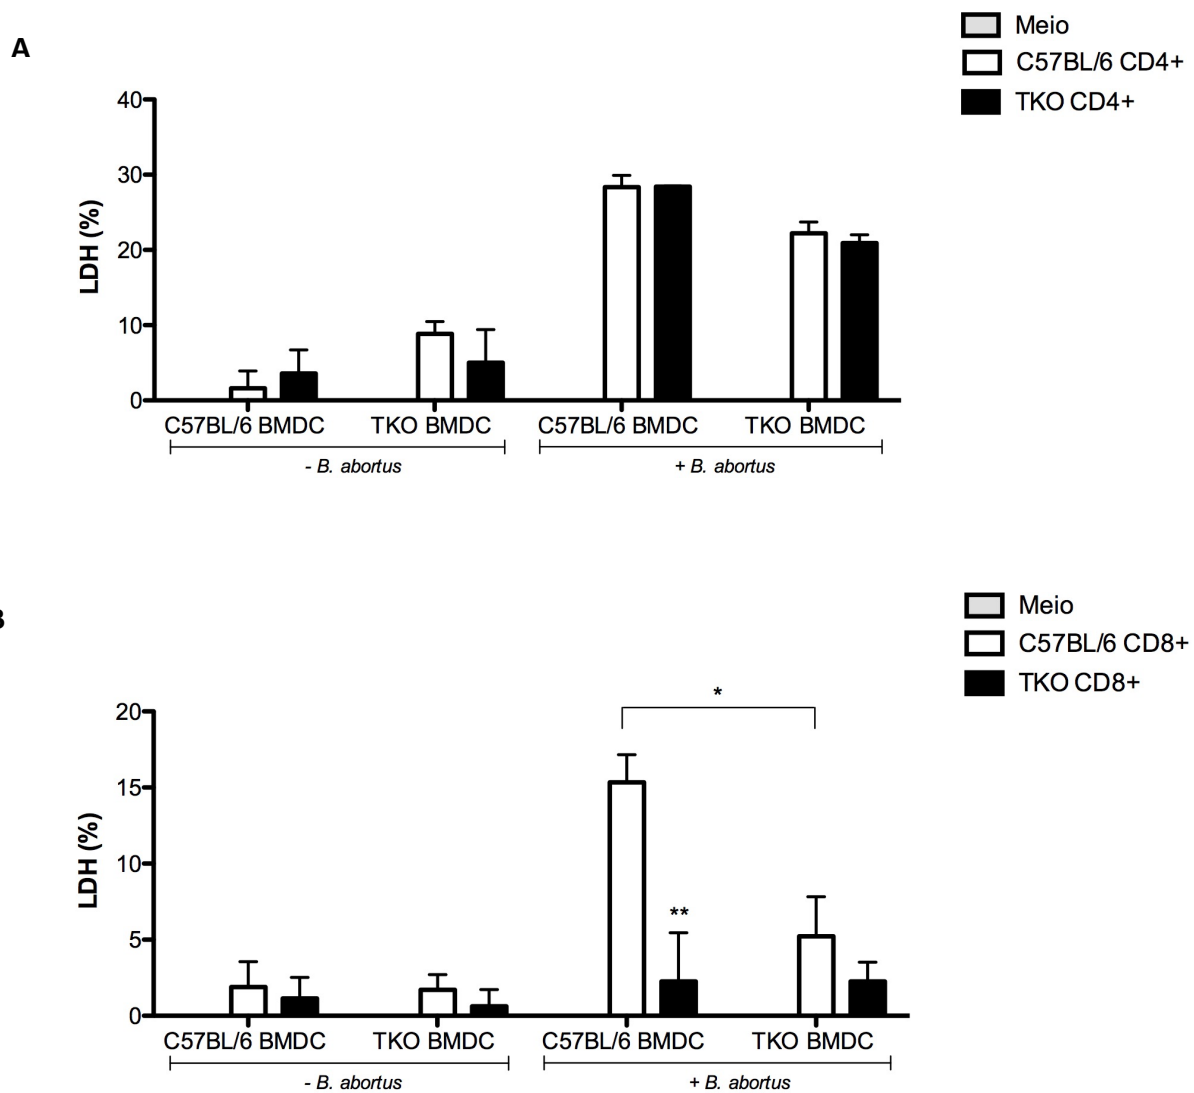 A
Meio
C57BL/6 CD4+
TKO CD4+
40
30
20
10
0
LDH (%)
C57BL/6 BMDC TKO BMDC C57BL/6 BMDC TKO BMDC
- B. abortus + B. abortus
B
Meio
C57BL/6 CD8+
TKO CD8+
*
**
20
15
10
5
0
LDH (%)
C57BL/6 BMDC TKO BMDC C57BL/6 BMDC TKO BMDC
- B. abortus + B. abortus